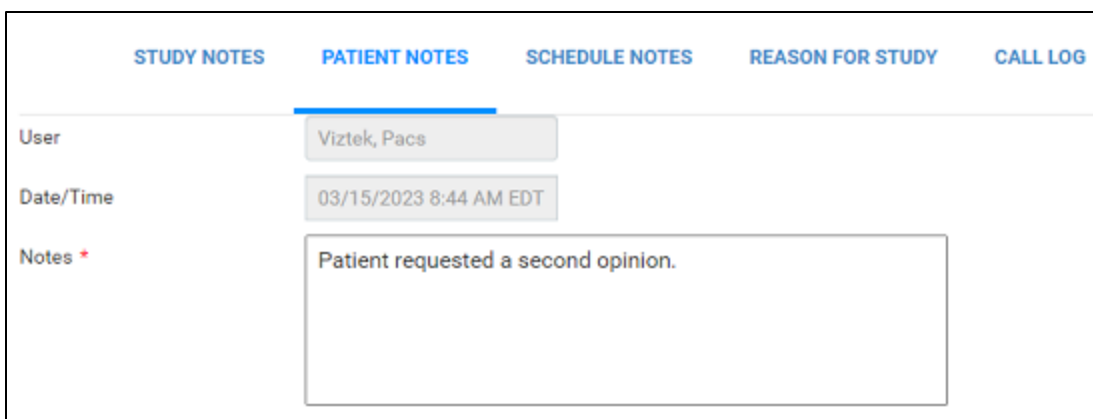 STUDY NOTES PATIENT NOTES SCHEDULE NOTES REASON FOR STUDY CALL LOG
User Viztek, Pacs
Date/Time 03/15/2023 8:44 AM EDT
Notes * Patient requested a second opinion.